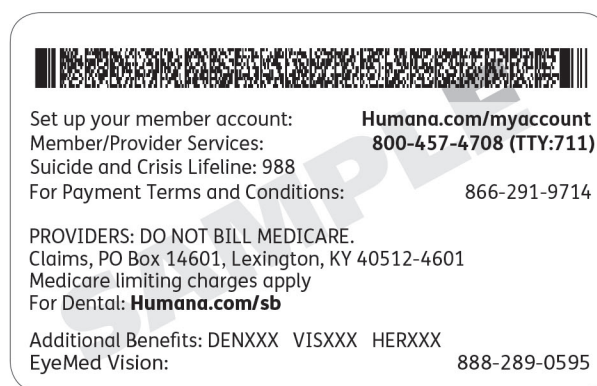 Set up your member account: Humana.com/myaccount
Member/Provider Services: 800-457-4708 (TTY:711)
Suicide and Crisis Lifeline: 988
For Payment Terms and Conditions: 866-291-9714
PROVIDERS: DO NOT BILL MEDICARE.
Claims, PO Box 14601, Lexington, KY 40512-4601
Medicare limiting charges apply
For Dental: Humana.com/sb
Additional Benefits: DENXXX VISXXX HERXXX
EyeMed Vision: 888-289-0595
SAMPLE